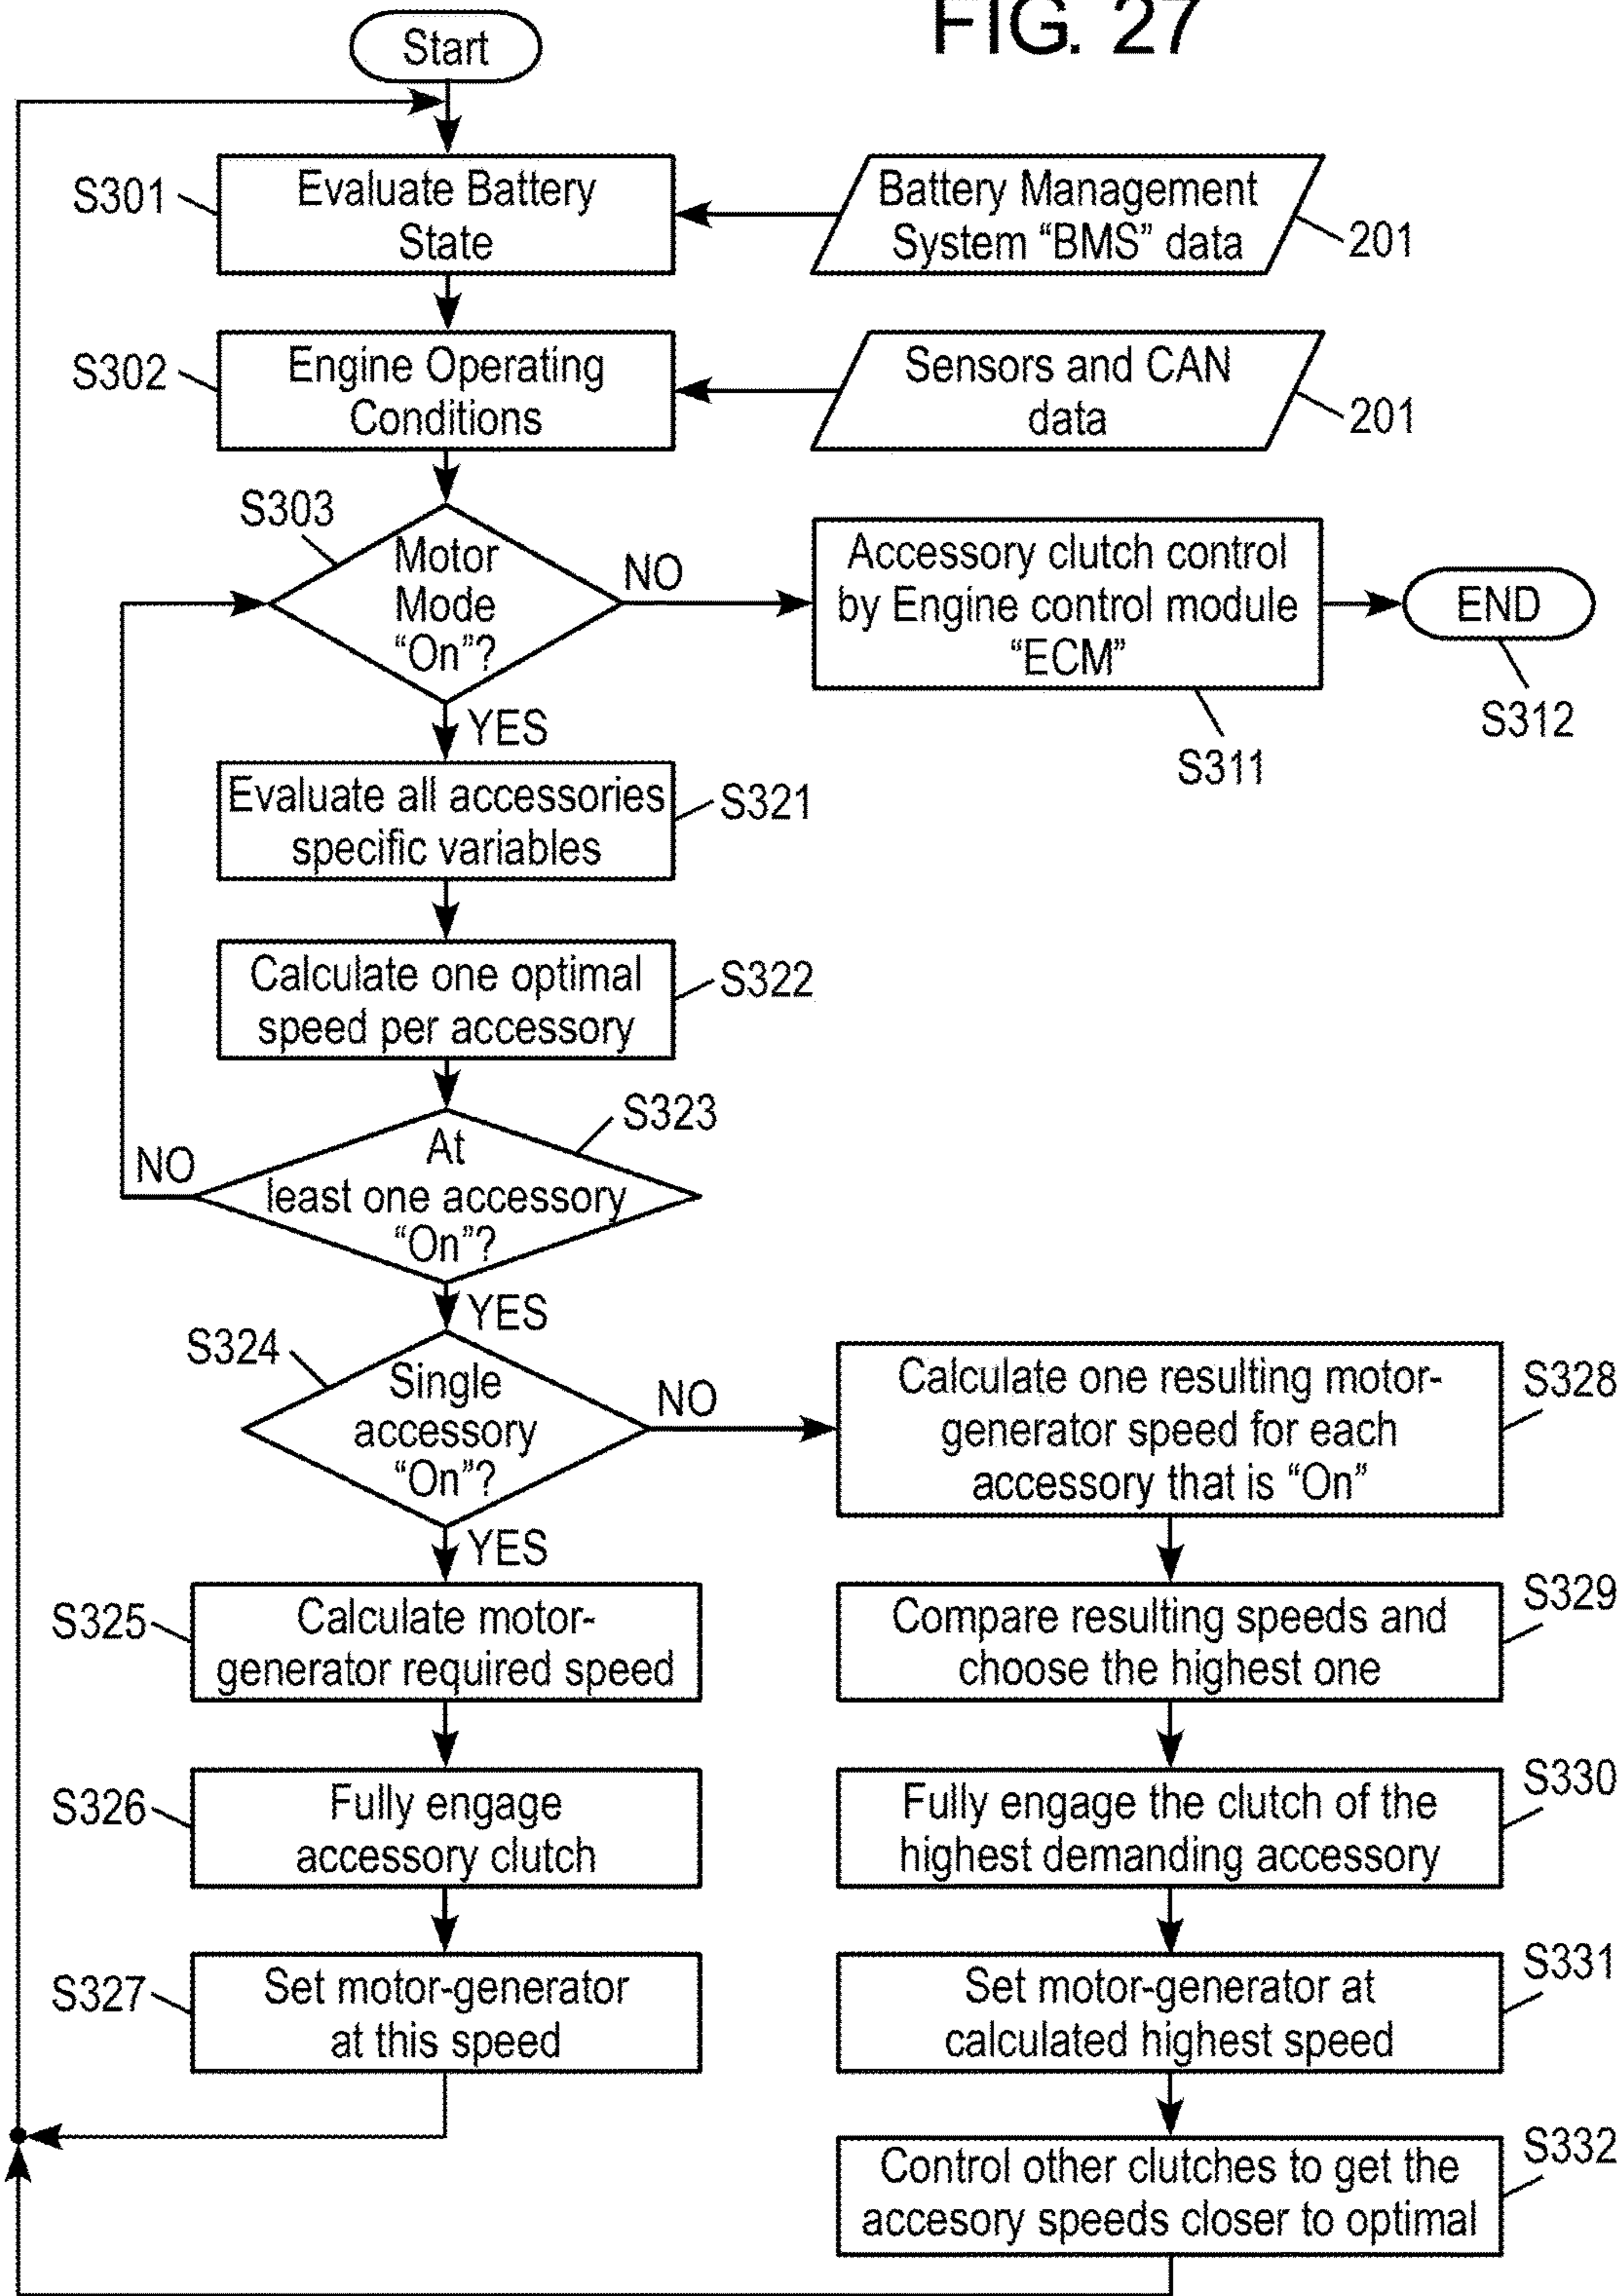 FIG. 27
Start
S301
Evaluate Battery
State
Battery Management
System “BMS” data
201
S302
Engine Operating
Conditions
Sensors and CAN
data
201
S303
Motor
Mode
“On”?
NO
Accessory clutch control
by Engine control module
“ECM”
S311
END
S312
YES
Evaluate all accessories
specific variables
S321
Calculate one optimal
speed per accessory
S322
At
least one accessory
“On”?
S323
NO
YES
S324
Single
accessory
“On”?
NO
YES
Calculate one resulting motor-
generator speed for each
accessory that is “On”
S328
S325
Calculate motor-
generator required speed
Compare resulting speeds and
choose the highest one
S329
S326
Fully engage
accessory clutch
Fully engage the clutch of the
highest demanding accessory
S330
S327
Set motor-generator
at this speed
Set motor-generator at
calculated highest speed
S331
Control other clutches to get the
accesory speeds closer to optimal
S332